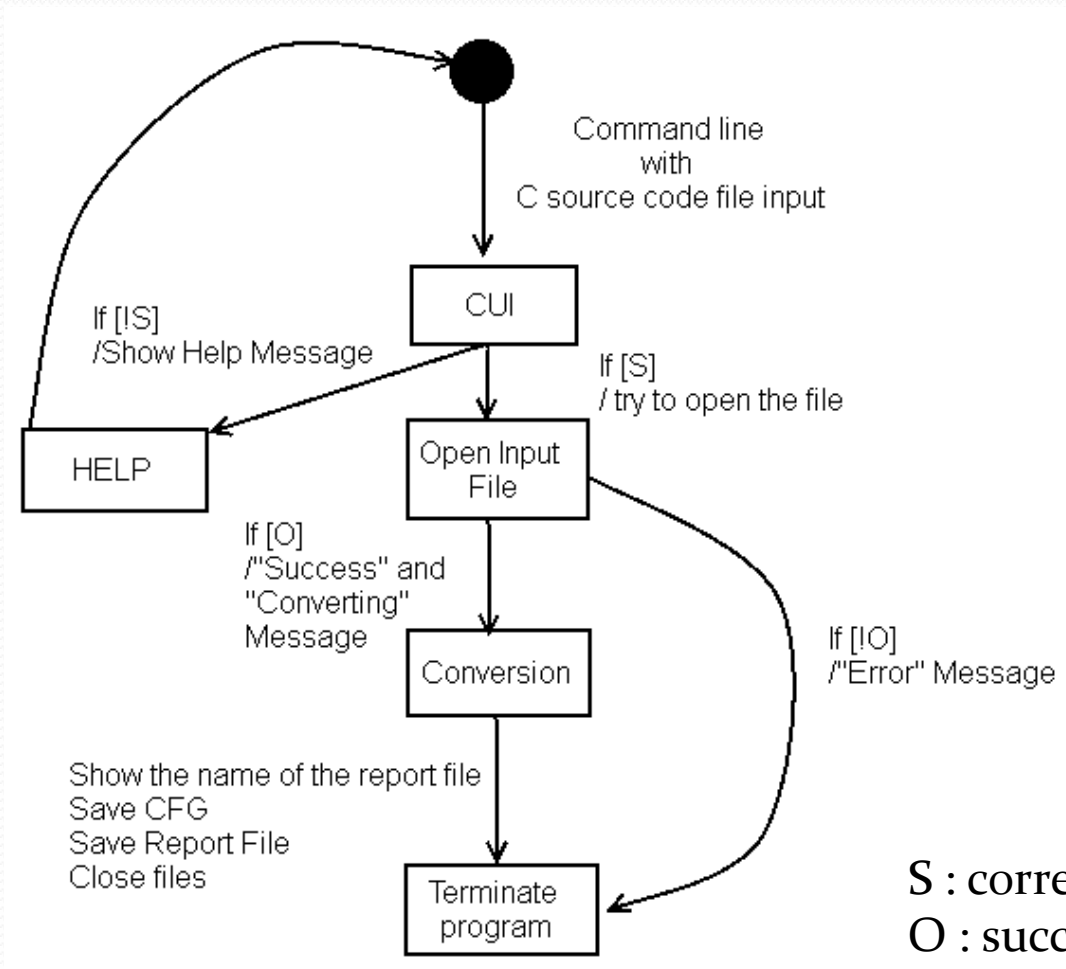 Command line
with
C source code file input
CUI
If [!S]
/Show Help Message
If [S]
/ try to open the file
HELP
Open Input
File
If [O]
/"Success" and
"Converting"
Message
If [!O]
/"Error" Message
Conversion
Show the name of the report file
Save CFG
Save Report File
Close files
Terminate
program
S :
O :